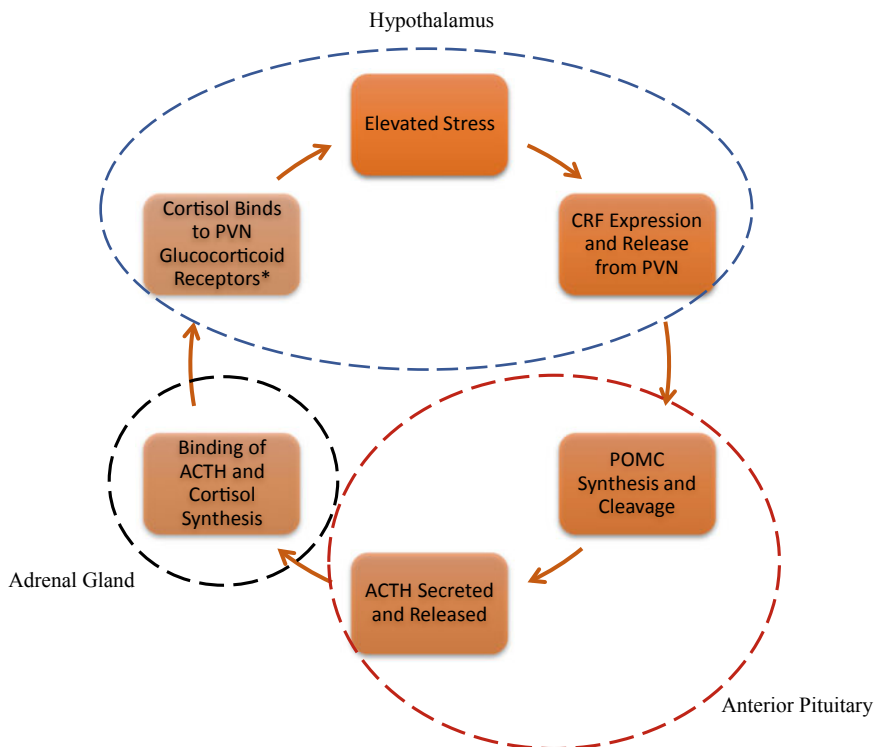 Hypothalamus
Elevated Stress
CRF Expression
and Release
from PVN
POMC
Synthesis and
Cleavage
ACTH Secreted
and Released
Binding of
ACTH and
Cortisol
Synthesis
Cortisol Binds
to PVN
Glucocorticoid
Receptors*
Adrenal Gland
Anterior Pituitary